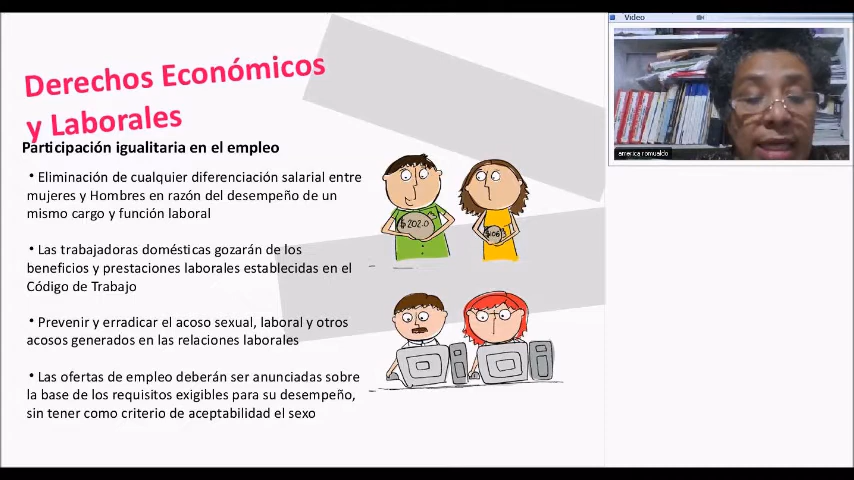 Derechos Económicos
y Laborales
Participación igualitaria en el empleo
• Eliminación de cualquier diferenciación salarial entre
mujeres y Hombres en razón del desempeño de un
mismo cargo y función laboral
• Las trabajadoras domésticas gozarán de los
beneficios y prestaciones laborales establecidas en el
Código de Trabajo
• Prevenir y erradicar el acoso sexual, laboral y otros
acosos generados en las relaciones laborales
• Las ofertas de empleo deberán ser anunciadas sobre
la base de los requisitos exigibles para su desempeño,
sin tener como criterio de aceptabilidad el sexo
Video
america romualdo